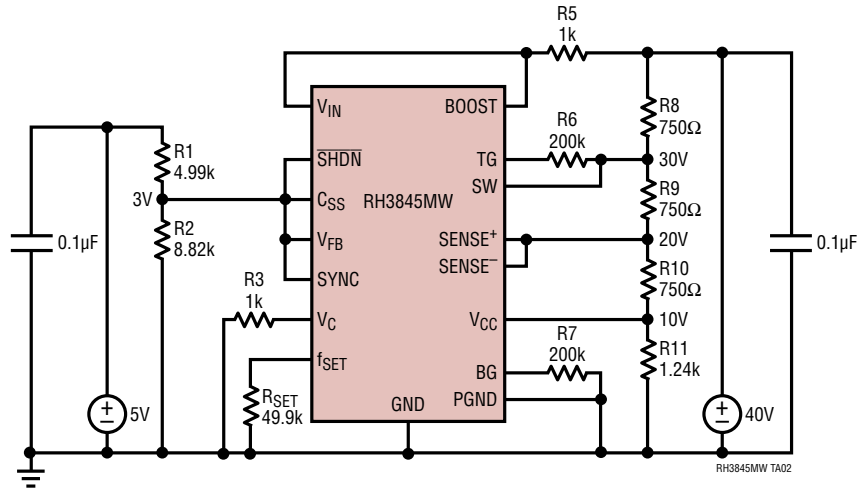 R5
1k
VIN
BOOST
R8
750Ω
R6
200k
R1
4.99k
SHDN
TG
30V
SW
3V
CSS
RH3845MW
R9
750Ω
R2
8.82k
0.1µF
VFB
SENSE+
20V
0.1µF
SENSE−
SYNC
R10
750Ω
R3
1k
VC
VCC
10V
R7
200k
R11
1.24k
fSET
BG
RSET
49.9k
PGND
GND
+
−
5V
+
−
40V
RH3845MW TA02